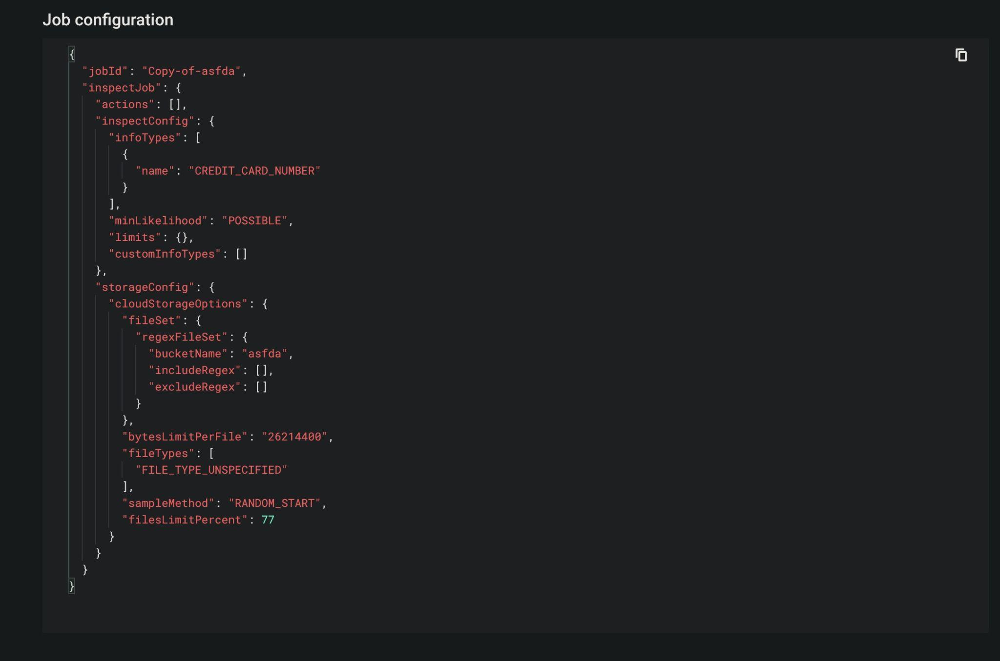 Job configuration
{
"jobId": "Copy-of-asfda",
"inspectJob": {
"actions": [],
"inspectConfig": {
"infoTypes": [
{
"name": "CREDIT_CARD_NUMBER"
}
],
"minLikelihood": "POSSIBLE",
"limits": {},
"customInfoTypes": []
},
"storageConfig": {
"cloudStorageOptions": {
"fileSet": {
"regexFileSet": {
"bucketName": "asfda",
"includeRegex": [],
"excludeRegex": []
}
},
"bytesLimitPerFile": "26214400",
"fileTypes": [
"FILE_TYPE_UNSPECIFIED"
],
"sampleMethod": "RANDOM_START",
"filesLimitPercent": 77
}
}
}
}